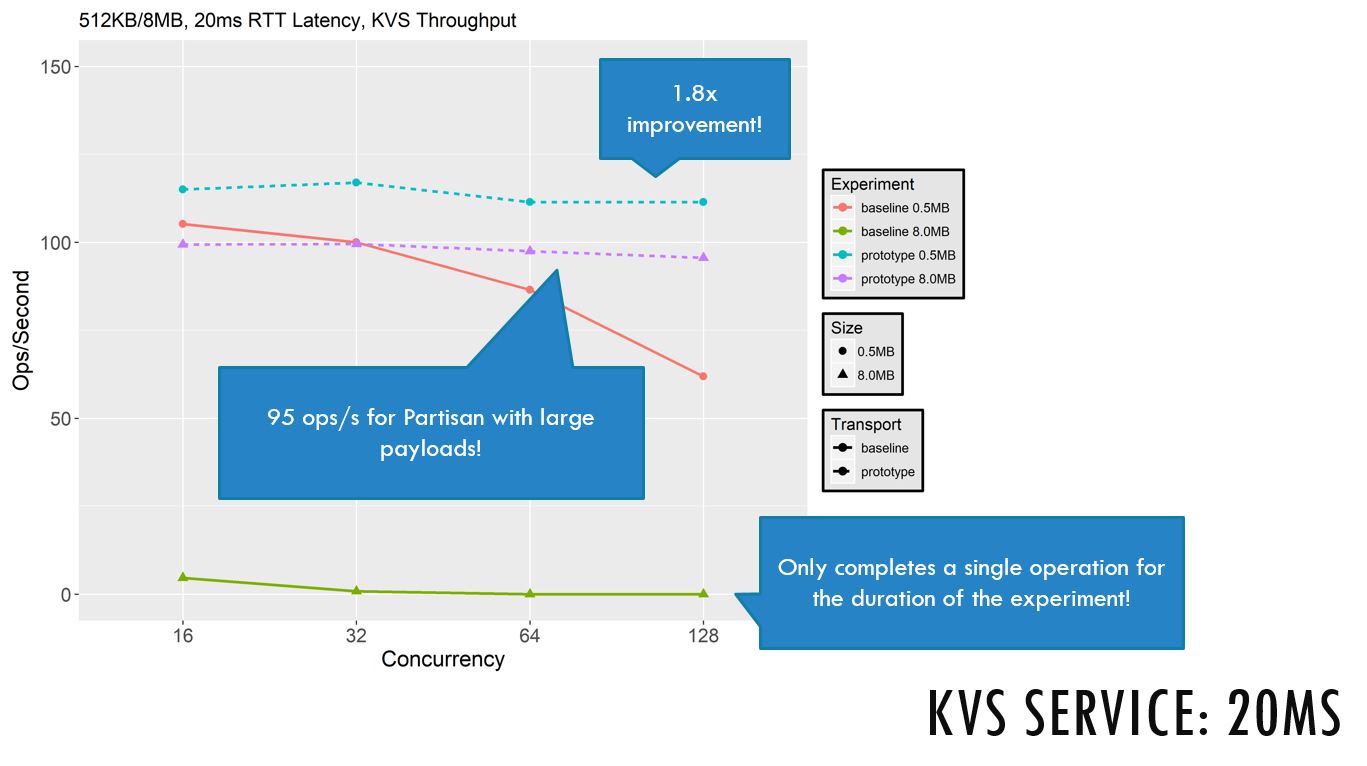 512KB/8MB, 20ms RTT Latency, KVS Throughput
150
100
50
0
Ops/Second
16
32
64
128
Concurrency
1.8x
improvement!
95 ops/s for Partisan with large
payloads!
Only completes a single operation for
the duration of the experiment!
Experiment
baseline 0.5MB
baseline 8.0MB
prototype 0.5MB
prototype 8.0MB
Size
0.5MB
8.0MB
Transport
baseline
prototype
KVS SERVICE: 20MS